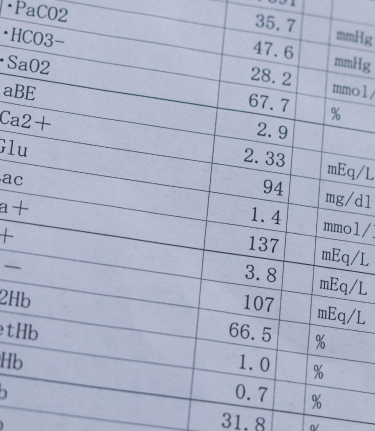 35.7 mmHg
・PaCO2 47.6 mmHg
・HCO3− 28.2 mmol/
・SaO2 67.7 %
aBE 2.9
Ca2＋ 2.33 mEq/L
Glu 94 mg/dl
ac 1.4 mmol/
a＋ 137 mEq/L
＋ 3.8 mEq/L
− 107 mEq/L
2Hb 66.5 %
etHb 1.0 %
Hb 0.7 %
b 31.8 %